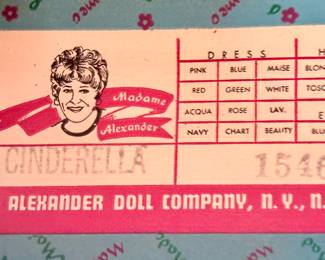 DRESS H
PINK BLUE MAISE BLON
RED GREEN WHITE TOSC
ACQUA ROSE LAV.
NAVY CHART BEAUTY BLU
Madame
Alexander
CINDERELLA 1546
ALEXANDER DOLL COMPANY, N. Y., N.